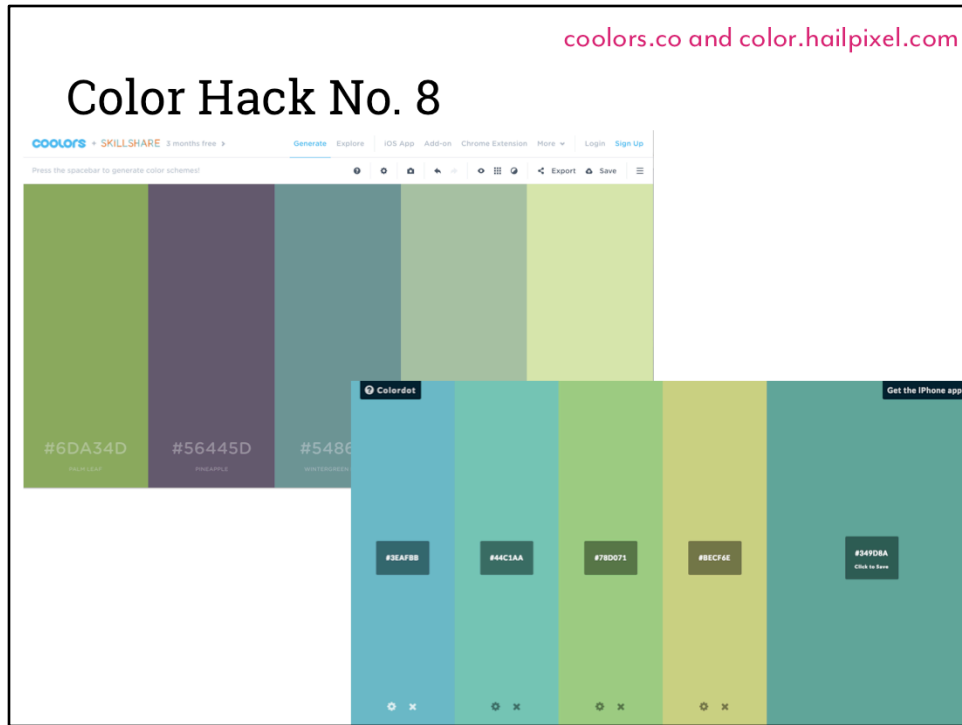 coolors.co and color.hailpixel.com
Color Hack No. 8
coolors + SKILLSHARE 3 months free >
Generate Explore iOS App Add-on Chrome Extension More Login Sign Up
Press the spacebar to generate color schemes!
Export Save
#6DA34D #56445D #5486
PALM LEAF PINEAPPLE WINTERGREEN
Colordot Get the iPhone app
#3EAFBB #44C1AA #78D071 #BECF6E #349D8A
Click to Save